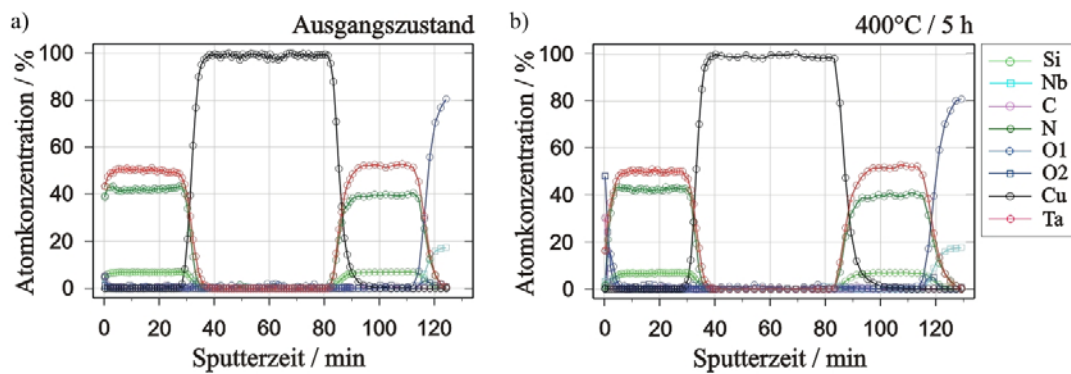 a)
Ausgangszustand
Atomkonzentration / %
100
80
60
40
20
0
0 20 40 60 80 100 120
Sputterzeit / min
b)
400°C / 5 h
Atomkonzentration / %
100
80
60
40
20
0
0 20 40 60 80 100 120
Sputterzeit / min
Si
Nb
C
N
O1
O2
Cu
Ta